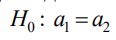 H₀: a₁ = a₂